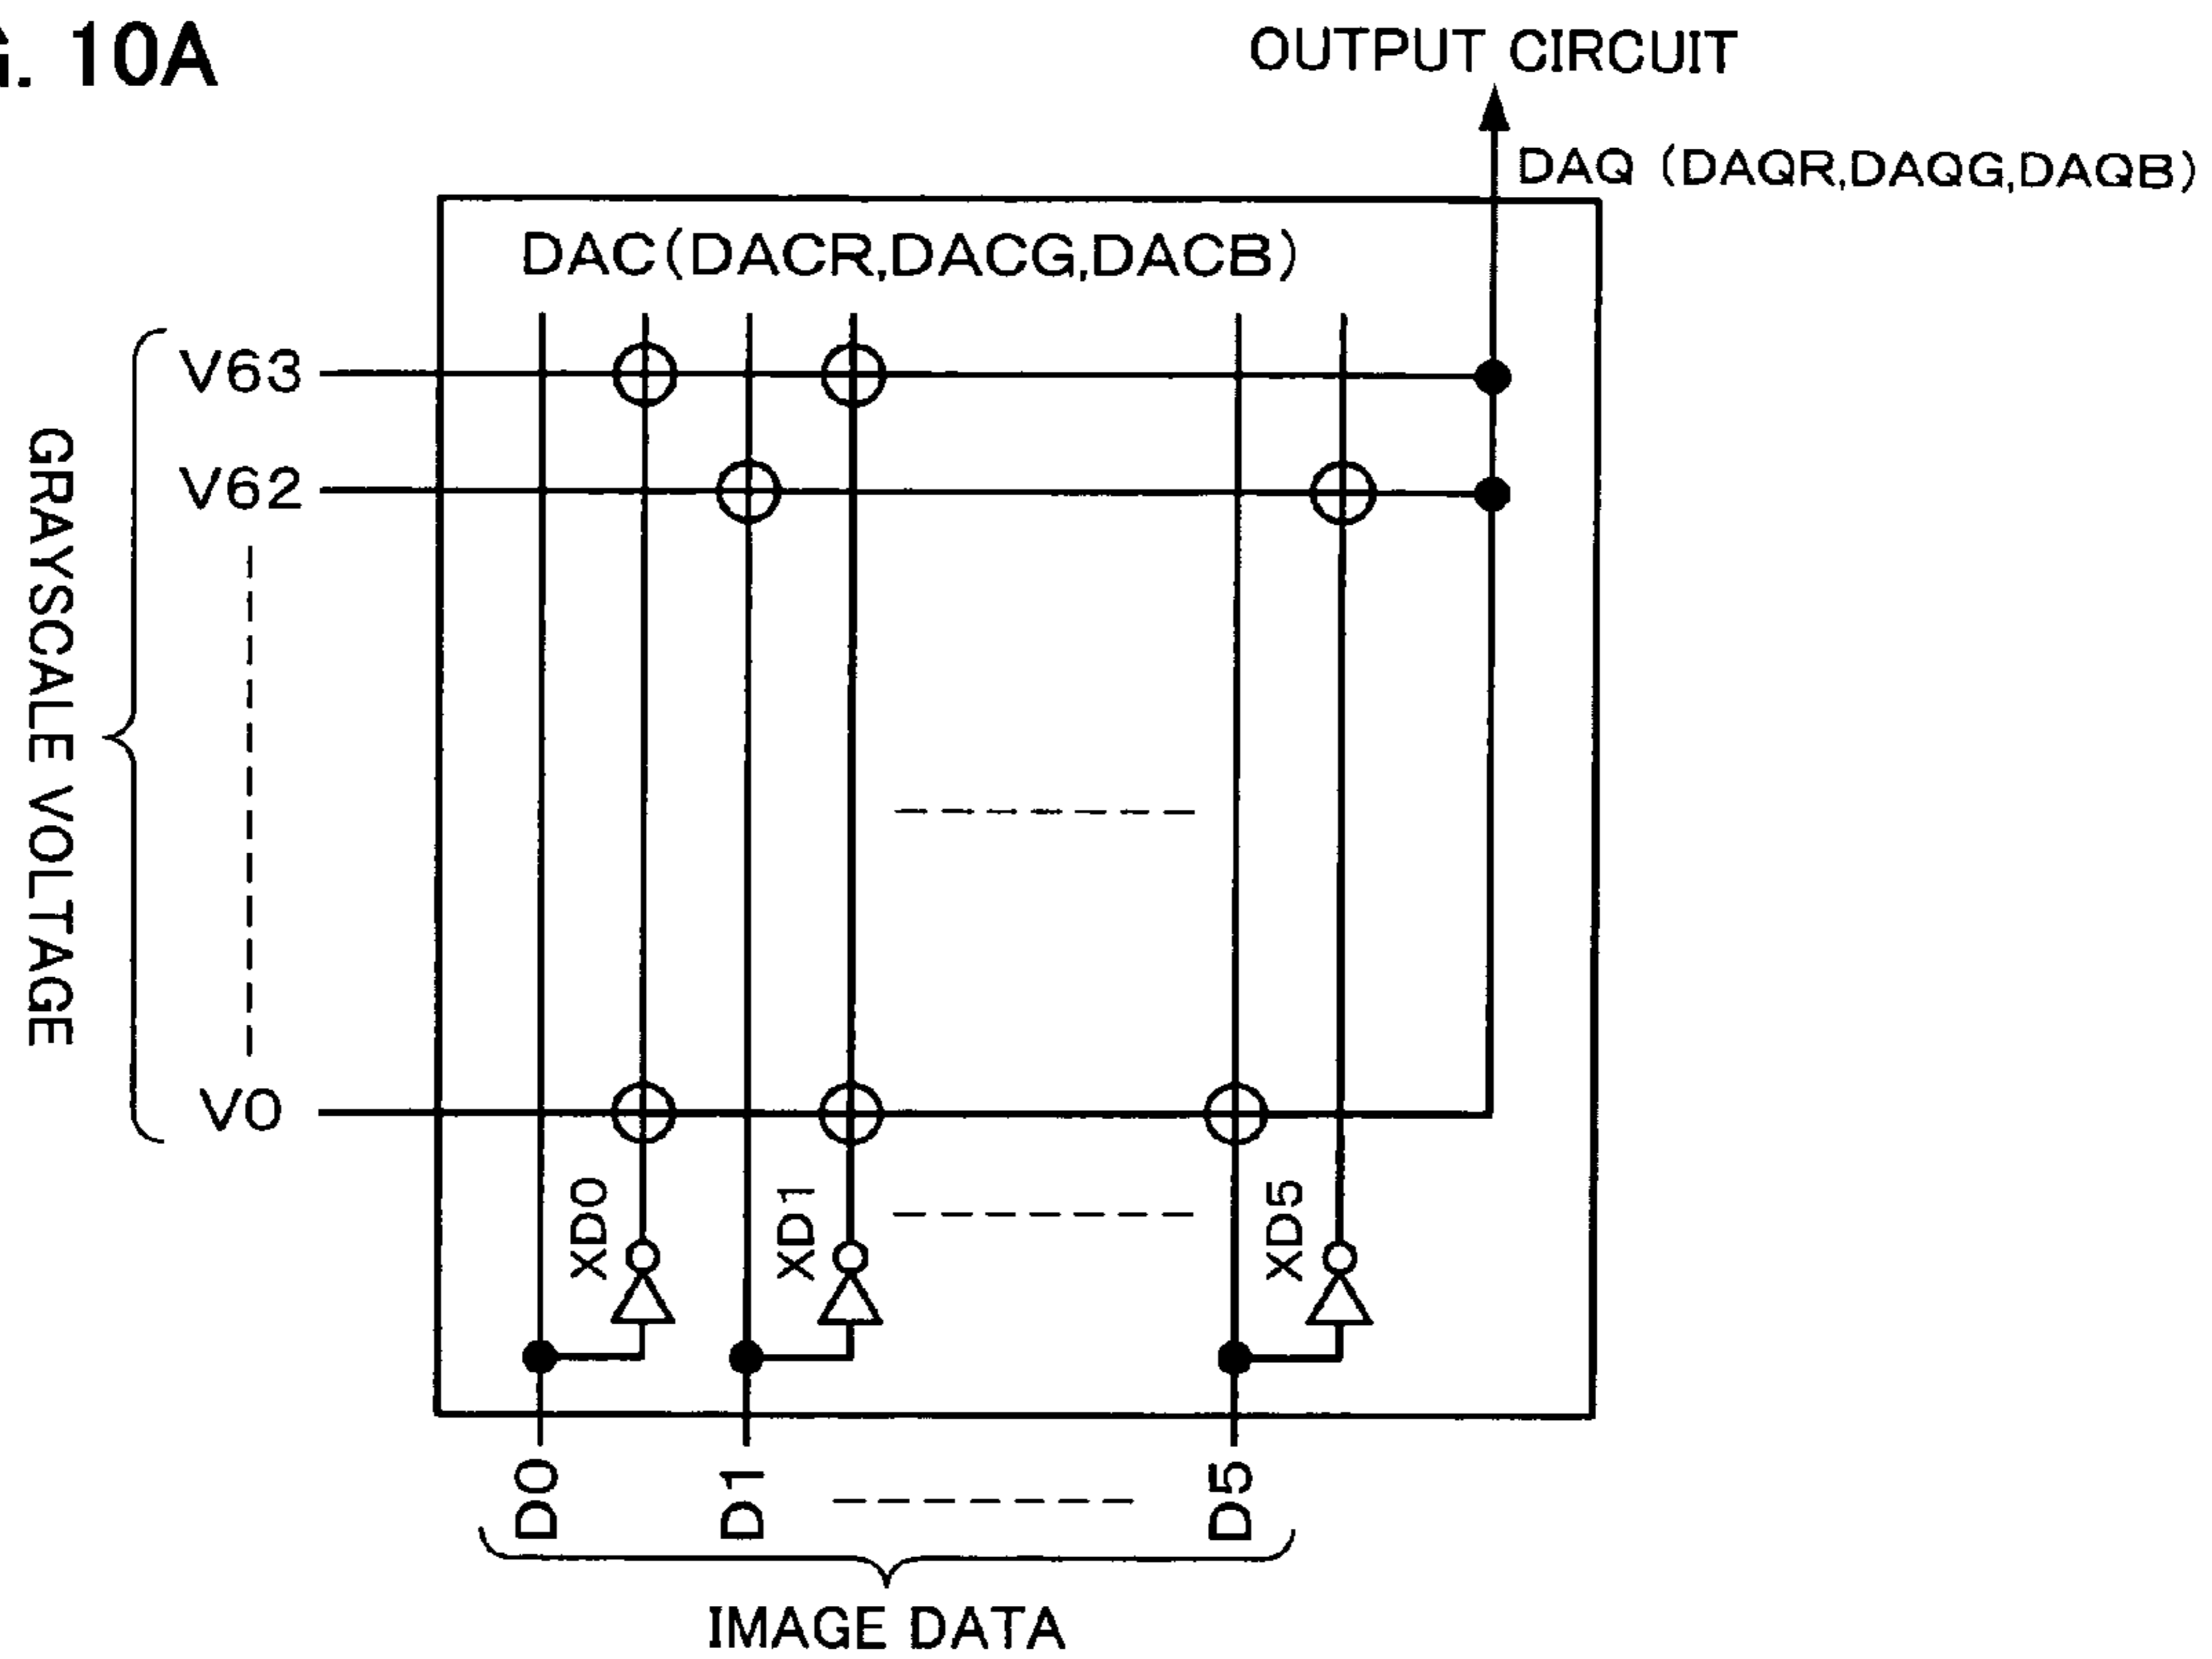 G. 10A
OUTPUT CIRCUIT
DAQ (DAQR,DAQG,DAQB)
DAC(DACR,DACG,DACB)
V63
V62
GRAYSCALE VOLTAGE
V0
XD0
XD1
XD5
D0
D1
D5
IMAGE DATA